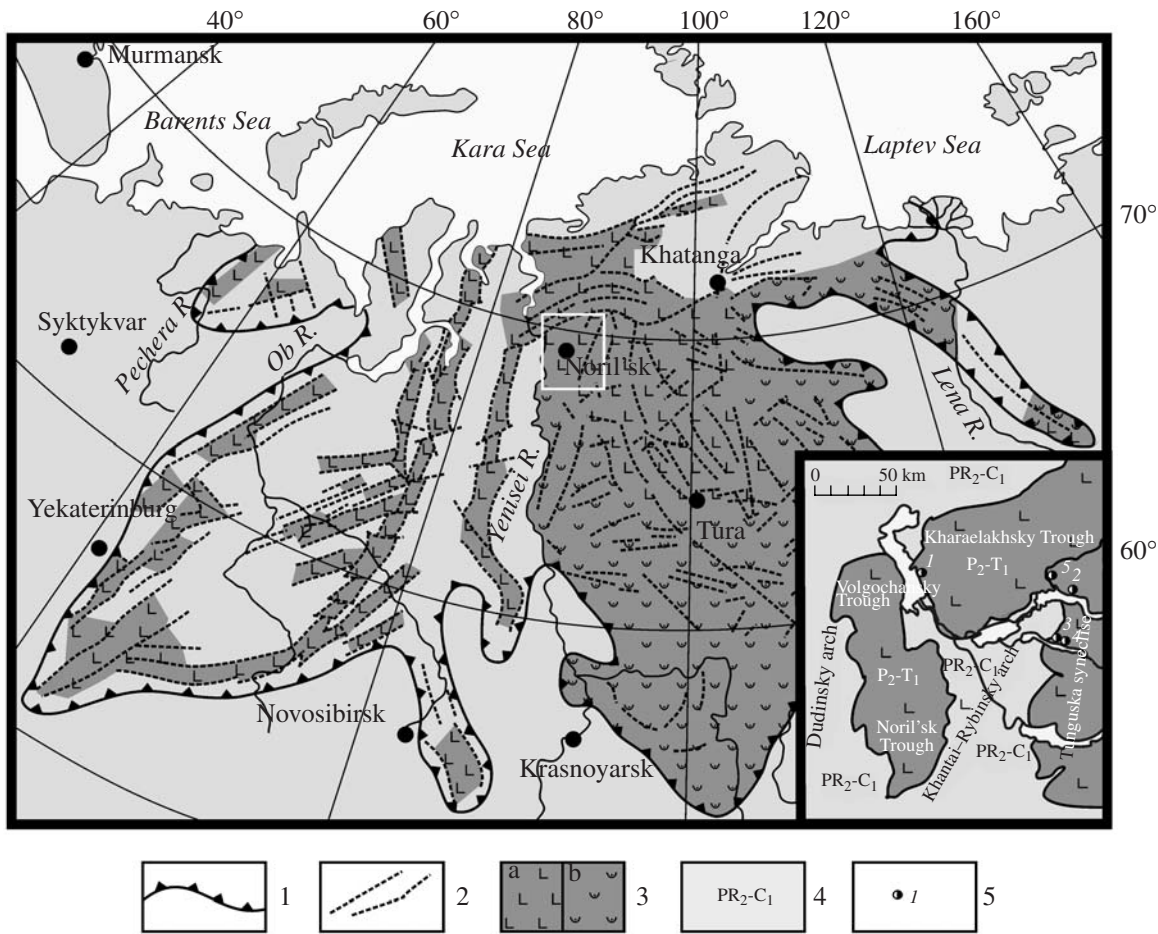 40°
60°
80°
100°
120°
160°
Murmansk
Barents Sea
Kara Sea
Laptev Sea
70°
Khatanga
Syktykvar
Pechera R.
Ob R.
Noril'sk
Lena R.
Yenisei R.
Yekaterinburg
Tura
60°
Novosibirsk
Krasnoyarsk
0 50 km
PR₂-C₁
Kharaelakhsky Trough
P₂-T₁
1
5
2
Volgochansky
Trough
3
4
Dudinsky arch
P₂-T₁
PR₂-C₁
Khantai–Rybinsky arch
Tunguska syneclise
Noril'sk
Trough
PR₂-C₁
PR₂-C₁
1
2
a b
3
PR₂-C₁
4
1
5